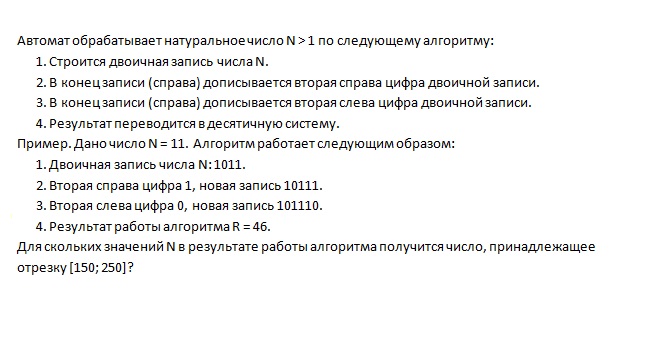 Автомат обрабатывает натуральное число N > 1 по следующему алгоритму:
1. Строится двоичная запись числа N.
2. В конец записи (справа) дописывается вторая справа цифра двоичной записи.
3. В конец записи (справа) дописывается вторая слева цифра двоичной записи.
4. Результат переводится в десятичную систему.
Пример. Дано число N = 11. Алгоритм работает следующим образом:
1. Двоичная запись числа N: 1011.
2. Вторая справа цифра 1, новая запись 10111.
3. Вторая слева цифра 0, новая запись 101110.
4. Результат работы алгоритма R = 46.
Для скольких значений N в результате работы алгоритма получится число, принадлежащее
отрезку [150; 250]?